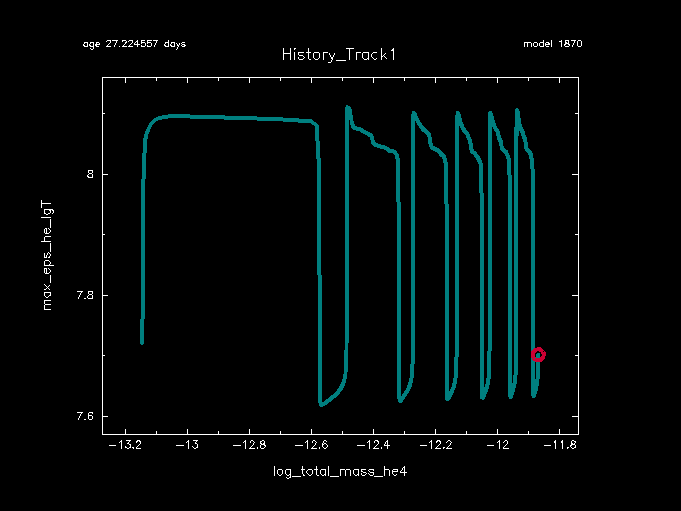 age 27.224557 days
model 1870
History_Track1
max_eps_he_lgT
8
7.8
7.6
−13.2 −13 −12.8 −12.6 −12.4 −12.2 −12 −11.8
log_total_mass_he4